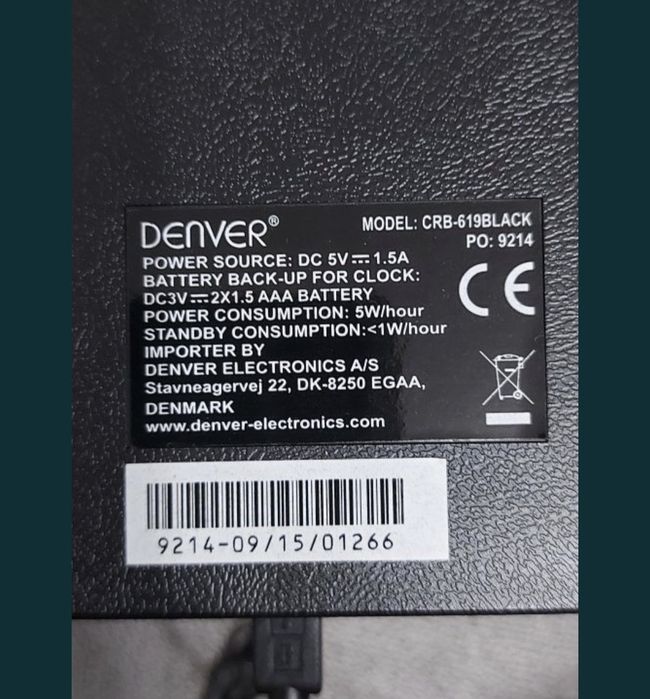 DENVER®
MODEL: CRB-619BLACK
PO: 9214
POWER SOURCE: DC 5V⎓1.5A
BATTERY BACK-UP FOR CLOCK:
DC3V⎓2X1.5 AAA BATTERY
POWER CONSUMPTION: 5W/hour
STANDBY CONSUMPTION:<1W/hour
IMPORTER BY
DENVER ELECTRONICS A/S
Stavneagervej 22, DK-8250 EGAA,
DENMARK
www.denver-electronics.com
CE
9214-09/15/01266